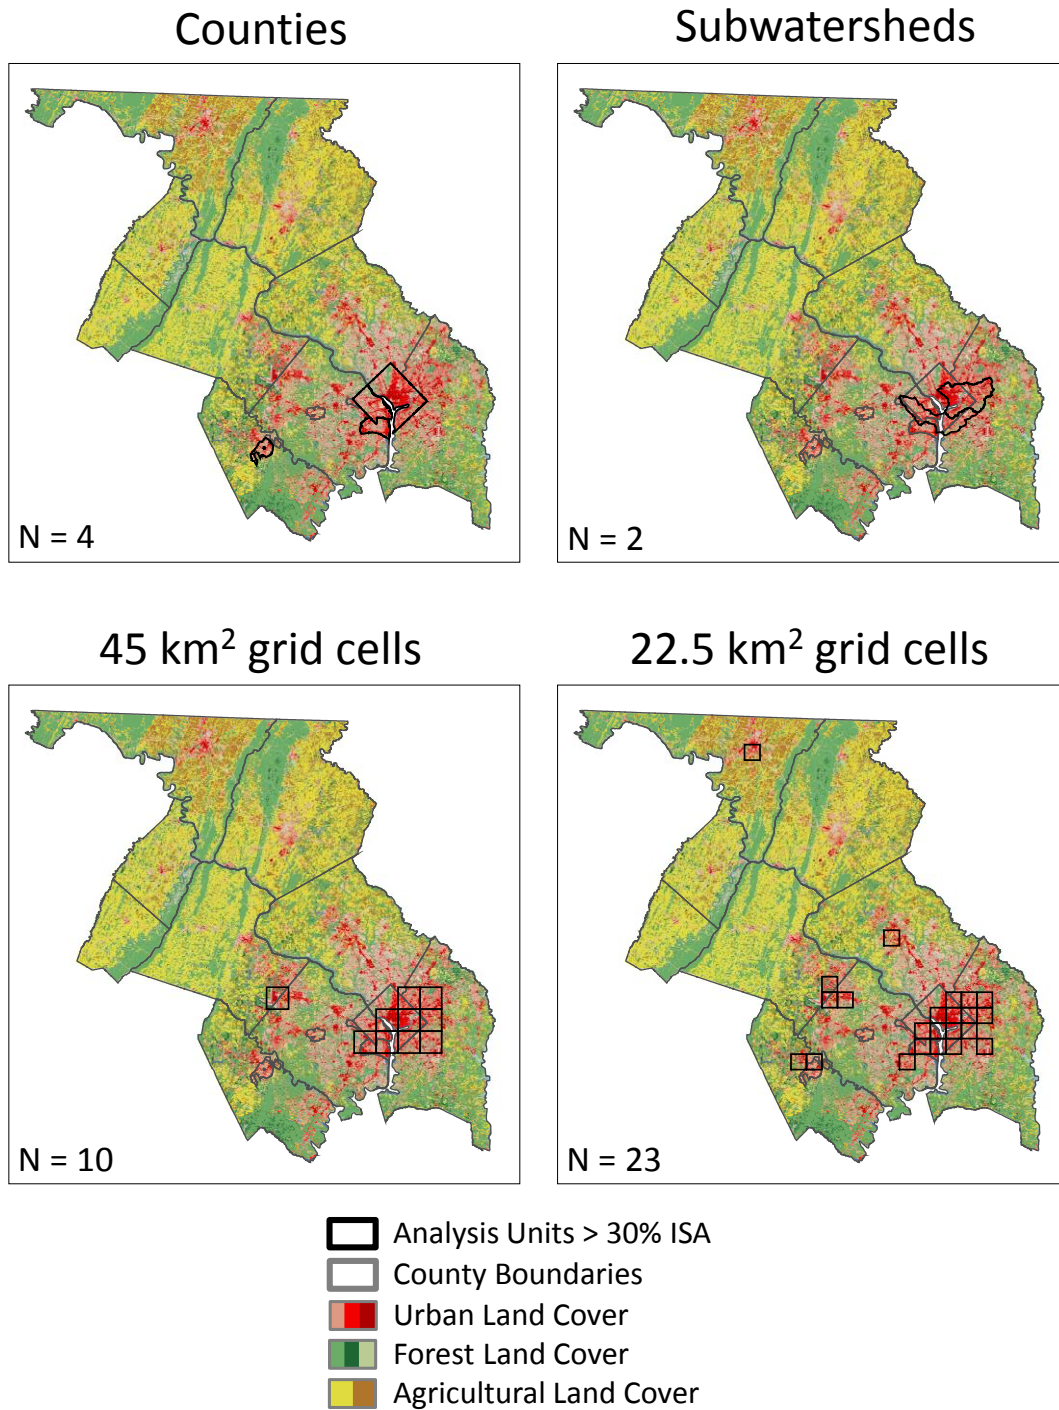 Counties
Subwatersheds
N = 4
N = 2
45 km² grid cells
22.5 km² grid cells
N = 10
N = 23
Analysis Units > 30% ISA
County Boundaries
Urban Land Cover
Forest Land Cover
Agricultural Land Cover